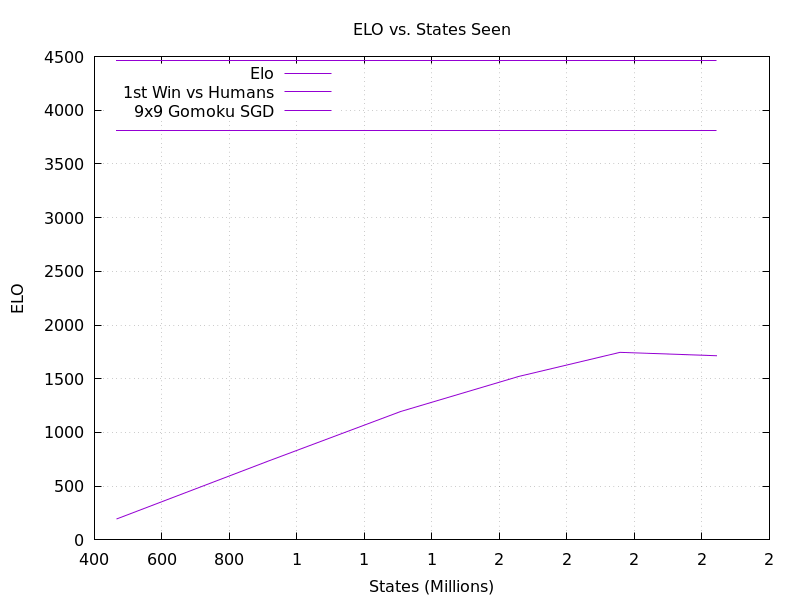 ELO vs. States Seen
4500
4000
3500
3000
2500
2000
1500
1000
500
0
ELO
Elo
1st Win vs Humans
9x9 Gomoku SGD
400 600 800 1 1 1 2 2 2 2 2
States (Millions)